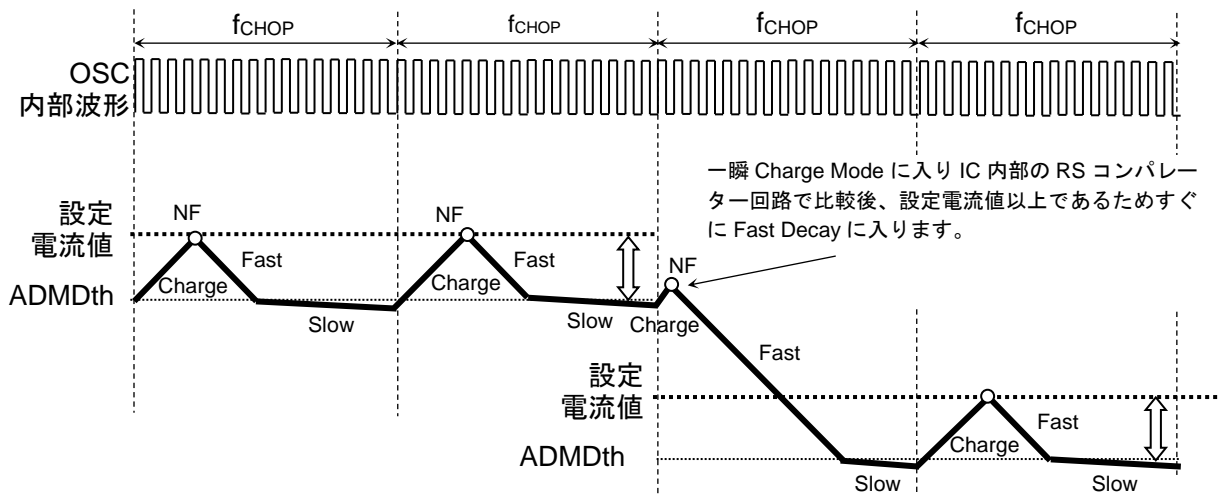 fCHOP fCHOP fCHOP fCHOP
OSC
内部波形
一瞬 Charge Mode に入り IC 内部の RS コンパレー
ター回路で比較後、設定電流値以上であるためすぐ
に Fast Decay に入ります。
設定
電流値
NF
NF
NF
Fast
Fast
Charge
Charge
ADMDth
Slow
Slow
Charge
Fast
設定
電流値
Fast
Charge
ADMDth
Slow
Slow